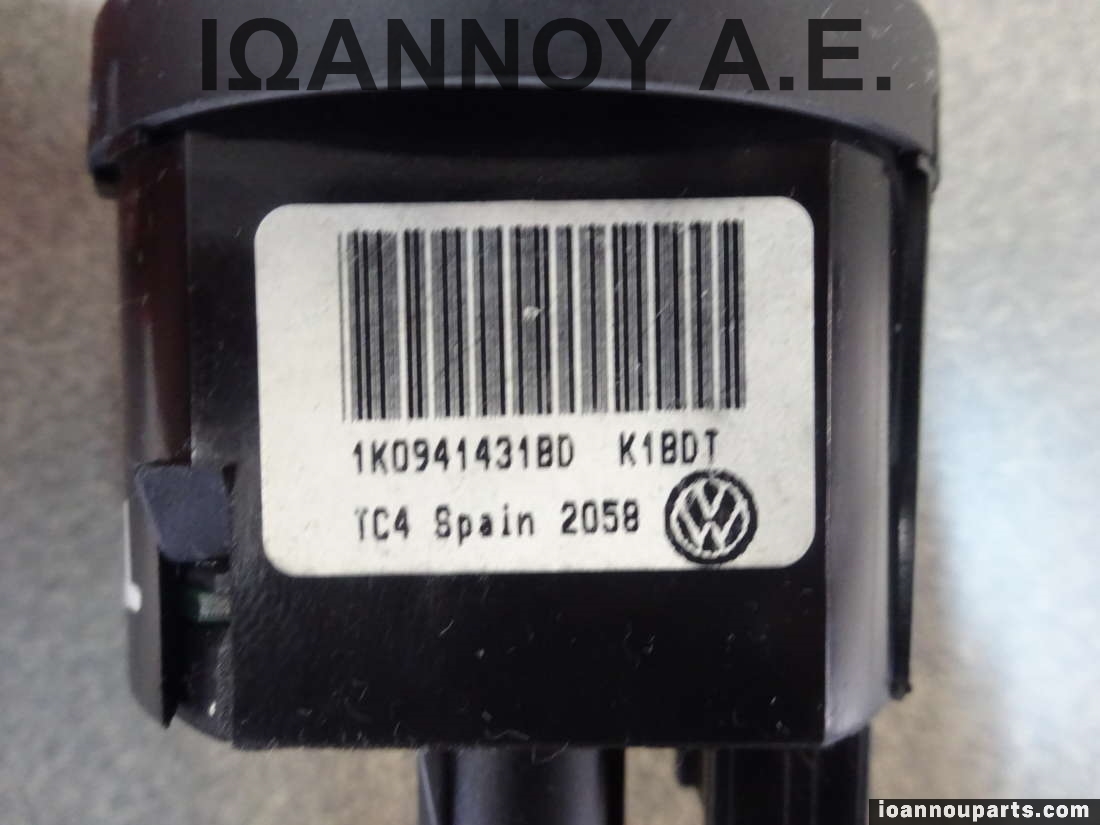 ΙΩΑΝΝΟΥ Α.Ε.
1K0941431BD K1BDT
TC4 Spain 2058
ioannouparts.com